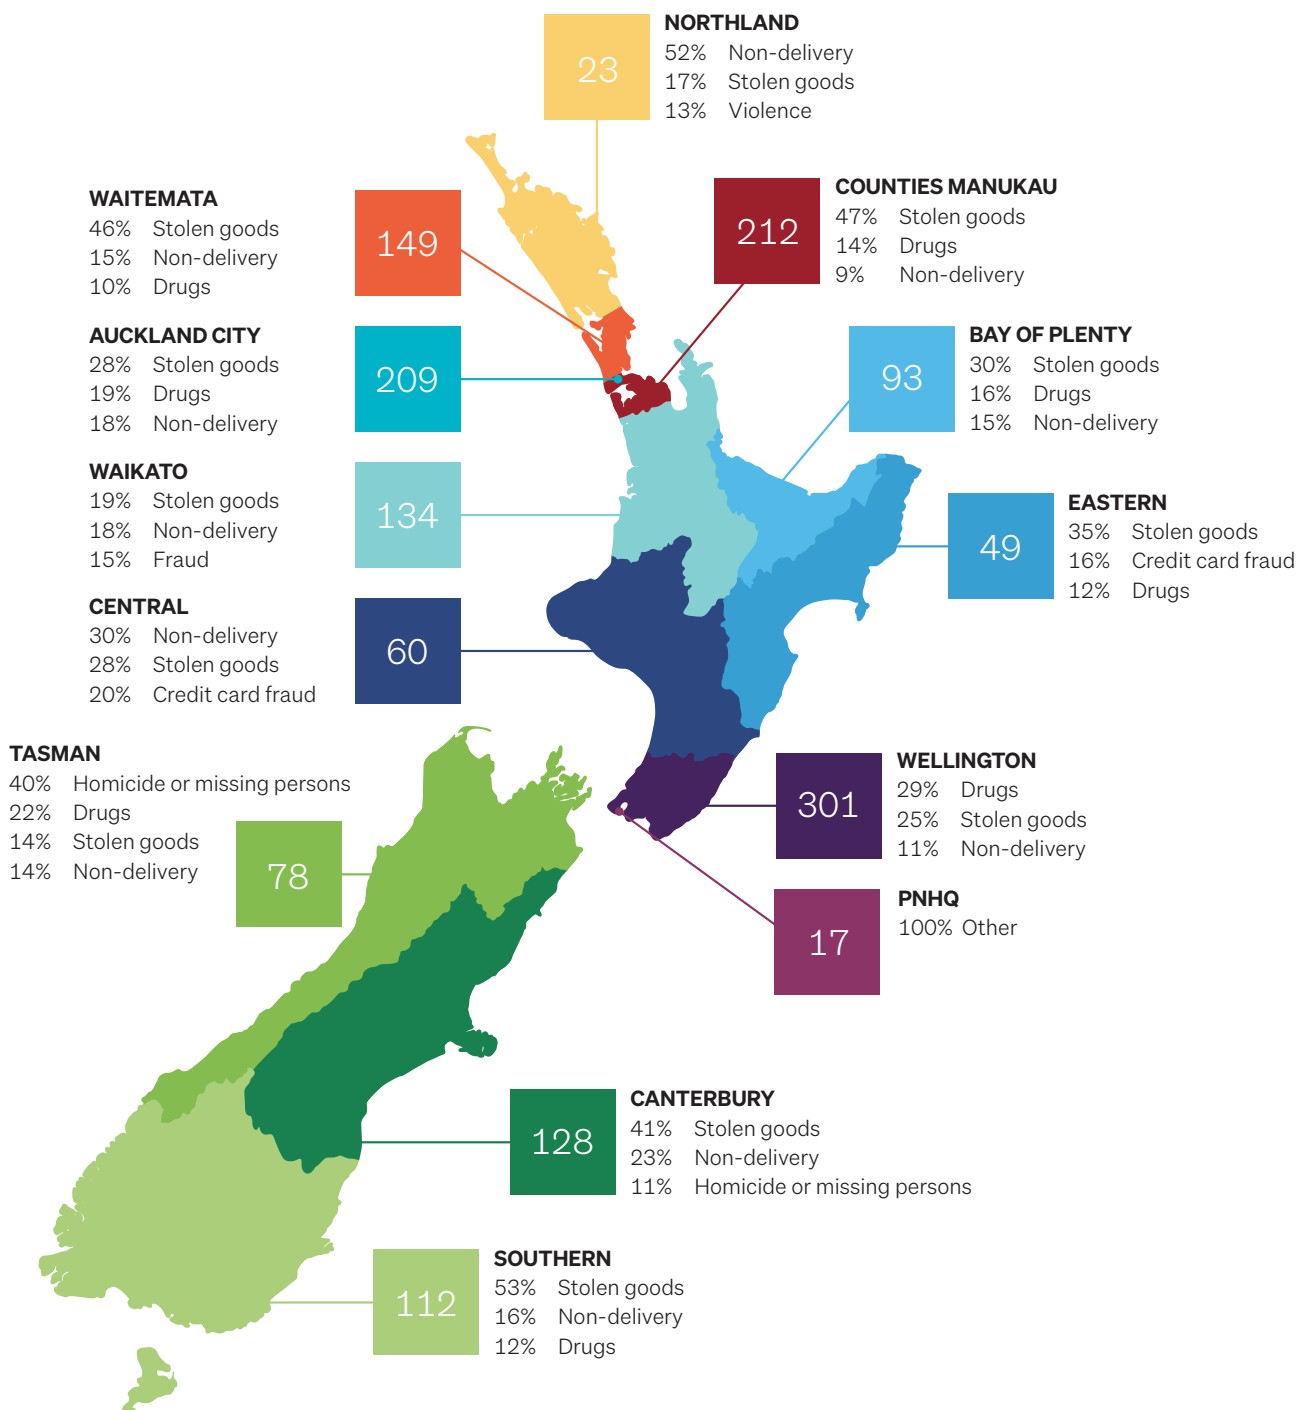 NORTHLAND
23
52% Non-delivery
17% Stolen goods
13% Violence
WAITEMATA
149
46% Stolen goods
15% Non-delivery
10% Drugs
COUNTIES MANUKAU
212
47% Stolen goods
14% Drugs
9% Non-delivery
AUCKLAND CITY
209
28% Stolen goods
19% Drugs
18% Non-delivery
BAY OF PLENTY
93
30% Stolen goods
16% Drugs
15% Non-delivery
WAIKATO
134
19% Stolen goods
18% Non-delivery
15% Fraud
EASTERN
49
35% Stolen goods
16% Credit card fraud
12% Drugs
CENTRAL
60
30% Non-delivery
28% Stolen goods
20% Credit card fraud
TASMAN
78
40% Homicide or missing persons
22% Drugs
14% Stolen goods
14% Non-delivery
WELLINGTON
301
29% Drugs
25% Stolen goods
11% Non-delivery
PNHQ
17
100% Other
CANTERBURY
128
41% Stolen goods
23% Non-delivery
11% Homicide or missing persons
SOUTHERN
112
53% Stolen goods
16% Non-delivery
12% Drugs